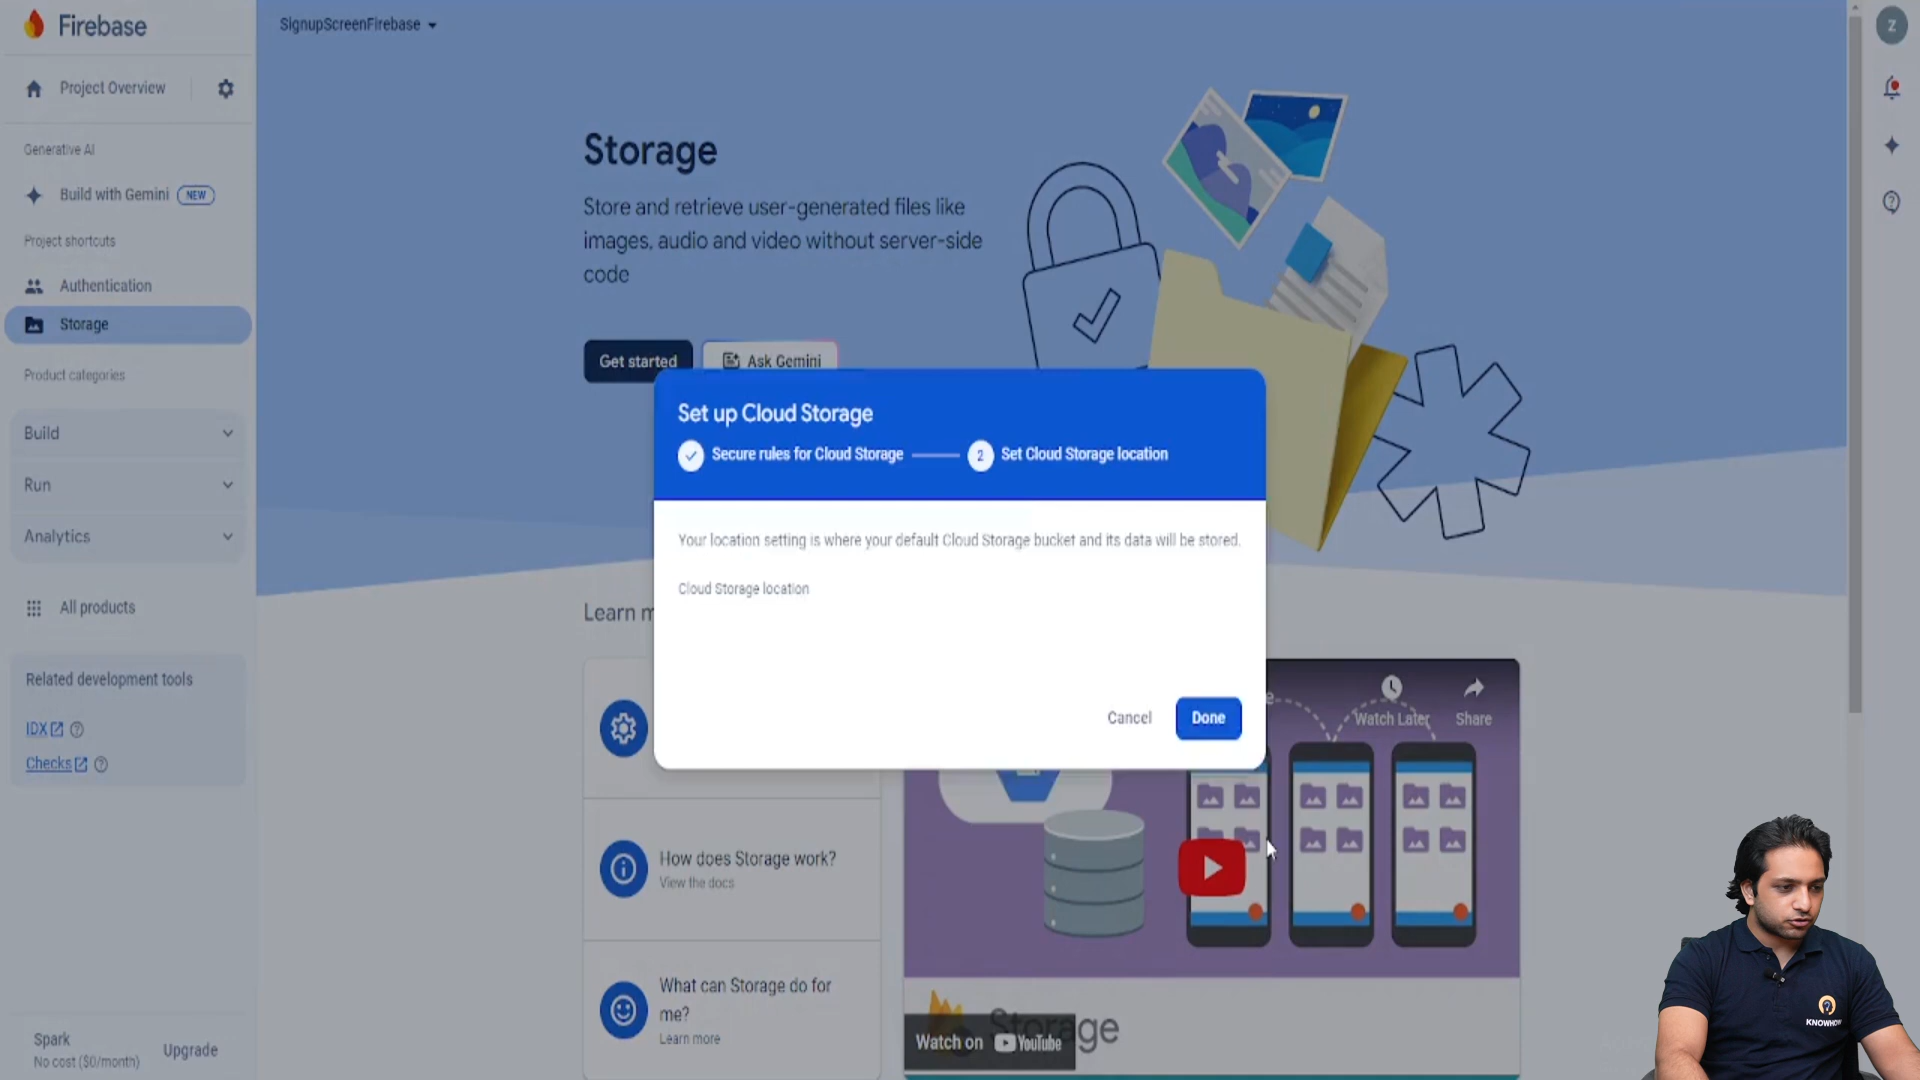 Firebase
SignupScreenFirebase
Z
Project Overview
Generative AI
Build with Gemini NEW
Project shortcuts
Authentication
Storage
Product categories
Build
Run
Analytics
All products
Related development tools
IDX
Checks
Spark
No cost ($0/month)
Upgrade
Storage
Store and retrieve user-generated files like
images, audio and video without server-side
code
Get started
Ask Gemini
Set up Cloud Storage
Secure rules for Cloud Storage
2 Set Cloud Storage location
Your location setting is where your default Cloud Storage bucket and its data will be stored.
Cloud Storage location
Cancel
Done
Learn
Watch Later
Share
How does Storage work?
View the docs
What can Storage do for
me?
Learn more
Storage
Watch on YouTube
KNOWHOW